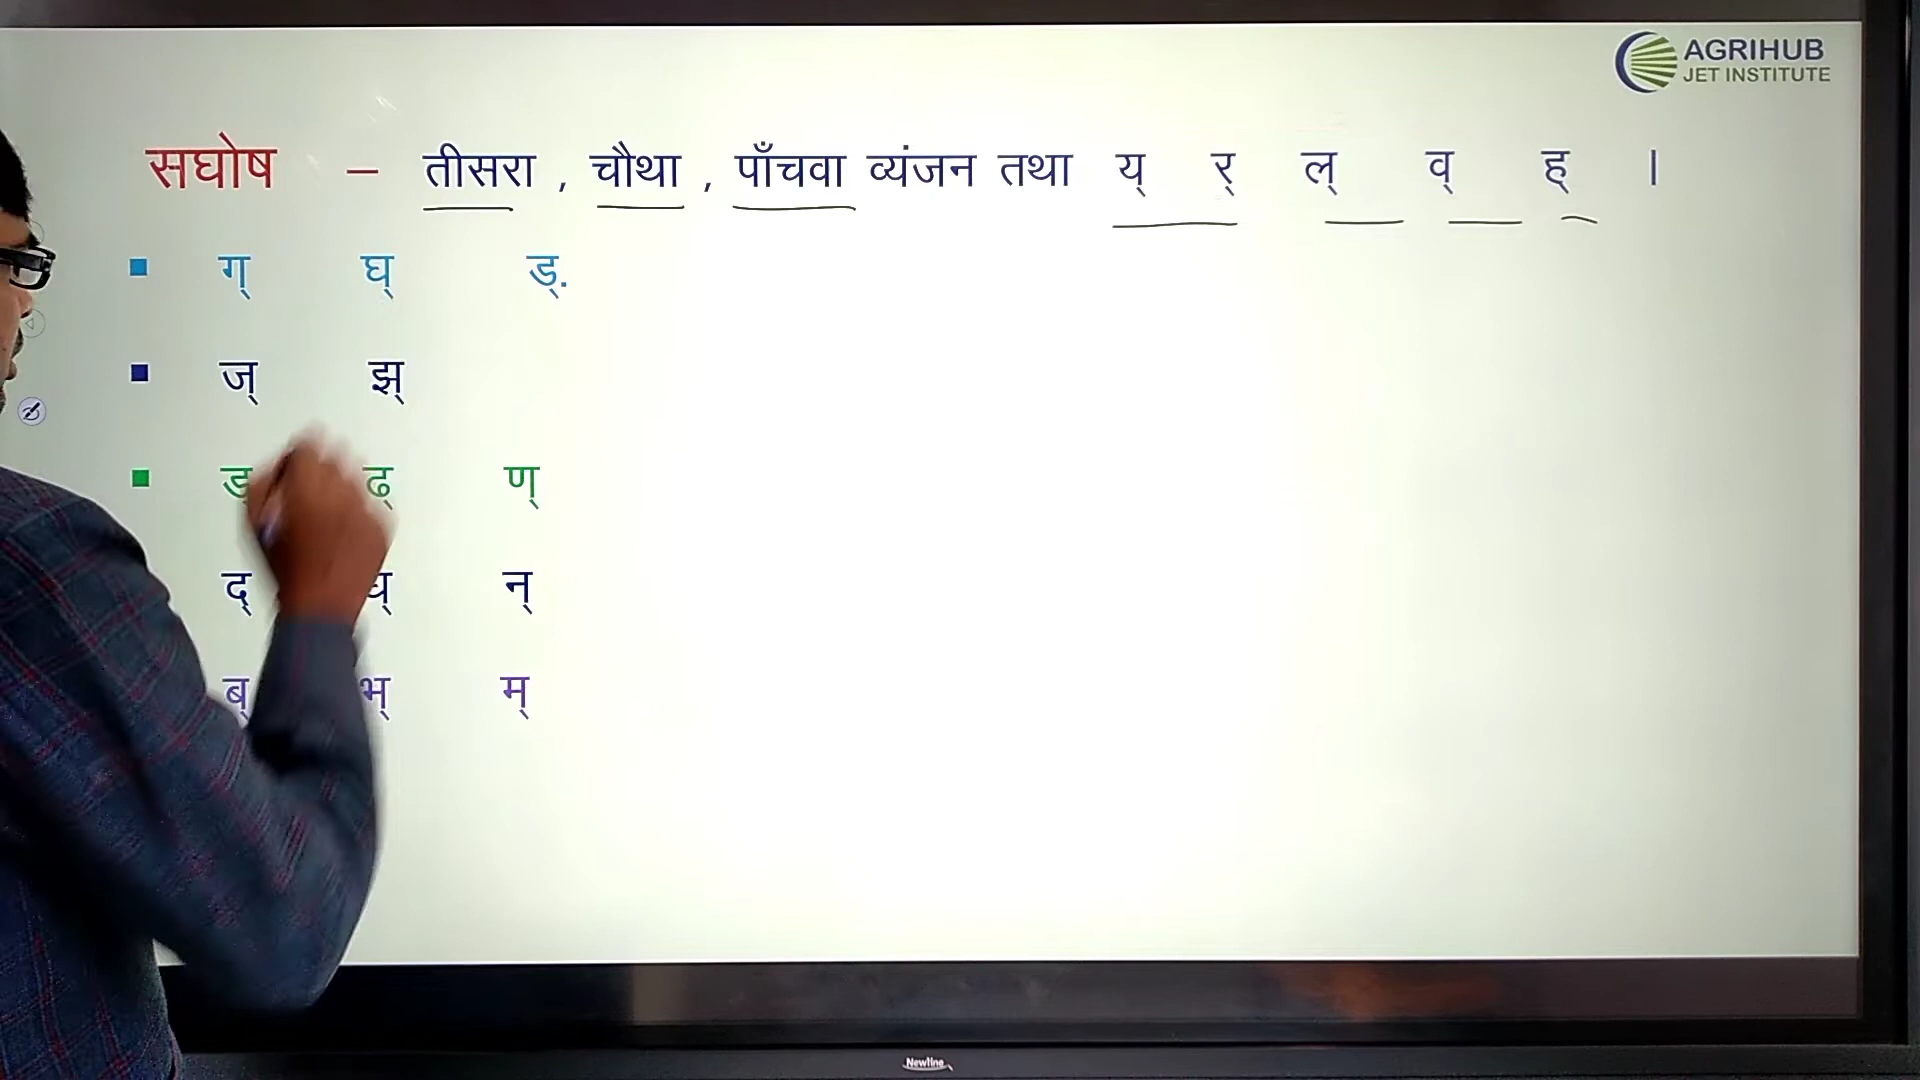 AGRIHUB
JET INSTITUTE
सघोष – तीसरा , चौथा , पाँचवा व्यंजन तथा य् र् ल् व् ह् ।
ग् घ् ड्.
ज् झ्
ड् ढ् ण्
द् न्
ब् भ् म्
Newline